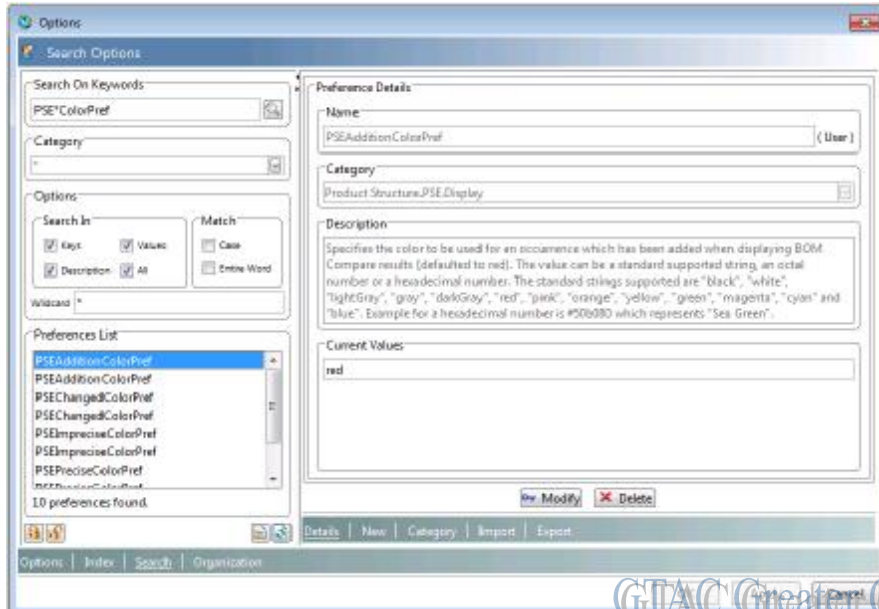 Options
Search Options
Search On Keywords
PSE*ColorPref
Category
*
Options
Search In
Keys
Values
Description
All
Match
Case
Entire Word
Wildcard *
Preferences List
PSEAdditionColorPref
PSEAdditionColorPref
PSEChangedColorPref
PSEChangedColorPref
PSEImpreciseColorPref
PSEImpreciseColorPref
PSEPreciseColorPref
PSEPreciseColorPref
10 preferences found.
Preference Details
Name
PSEAdditionColorPref ( User )
Category
Product Structure.PSE.Display
Description
Specifies the color to be used for an occurrence which has been added when displaying BOM
Compare results (defaulted to red). The value can be a standard supported string, an octal
number or a hexadecimal number. The standard strings supported are "black", "white",
"lightGray", "gray", "darkGray", "red", "pink", "orange", "yellow", "green", "magenta", "cyan" and
"blue". Example for a hexadecimal number is #50b080 which represents "Sea Green".
Current Values
red
Modify
Delete
Details | New | Category | Import | Export
Options | Index | Search | Organization
Cancel
GTAC Greater